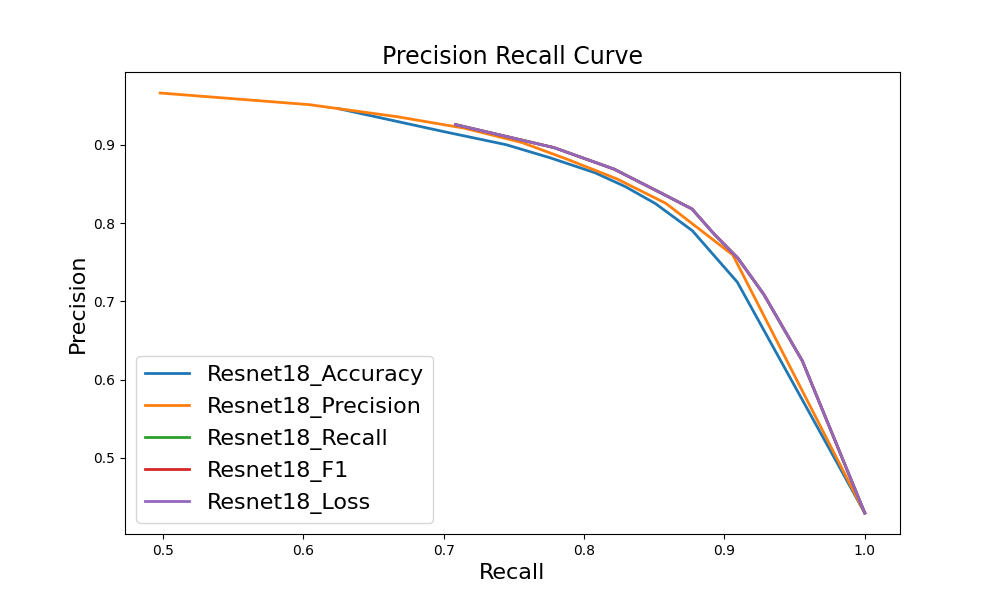 Precision Recall Curve
Precision
0.9
0.8
0.7
0.6
0.5
Resnet18_Accuracy
Resnet18_Precision
Resnet18_Recall
Resnet18_F1
Resnet18_Loss
0.5 0.6 0.7 0.8 0.9 1.0
Recall